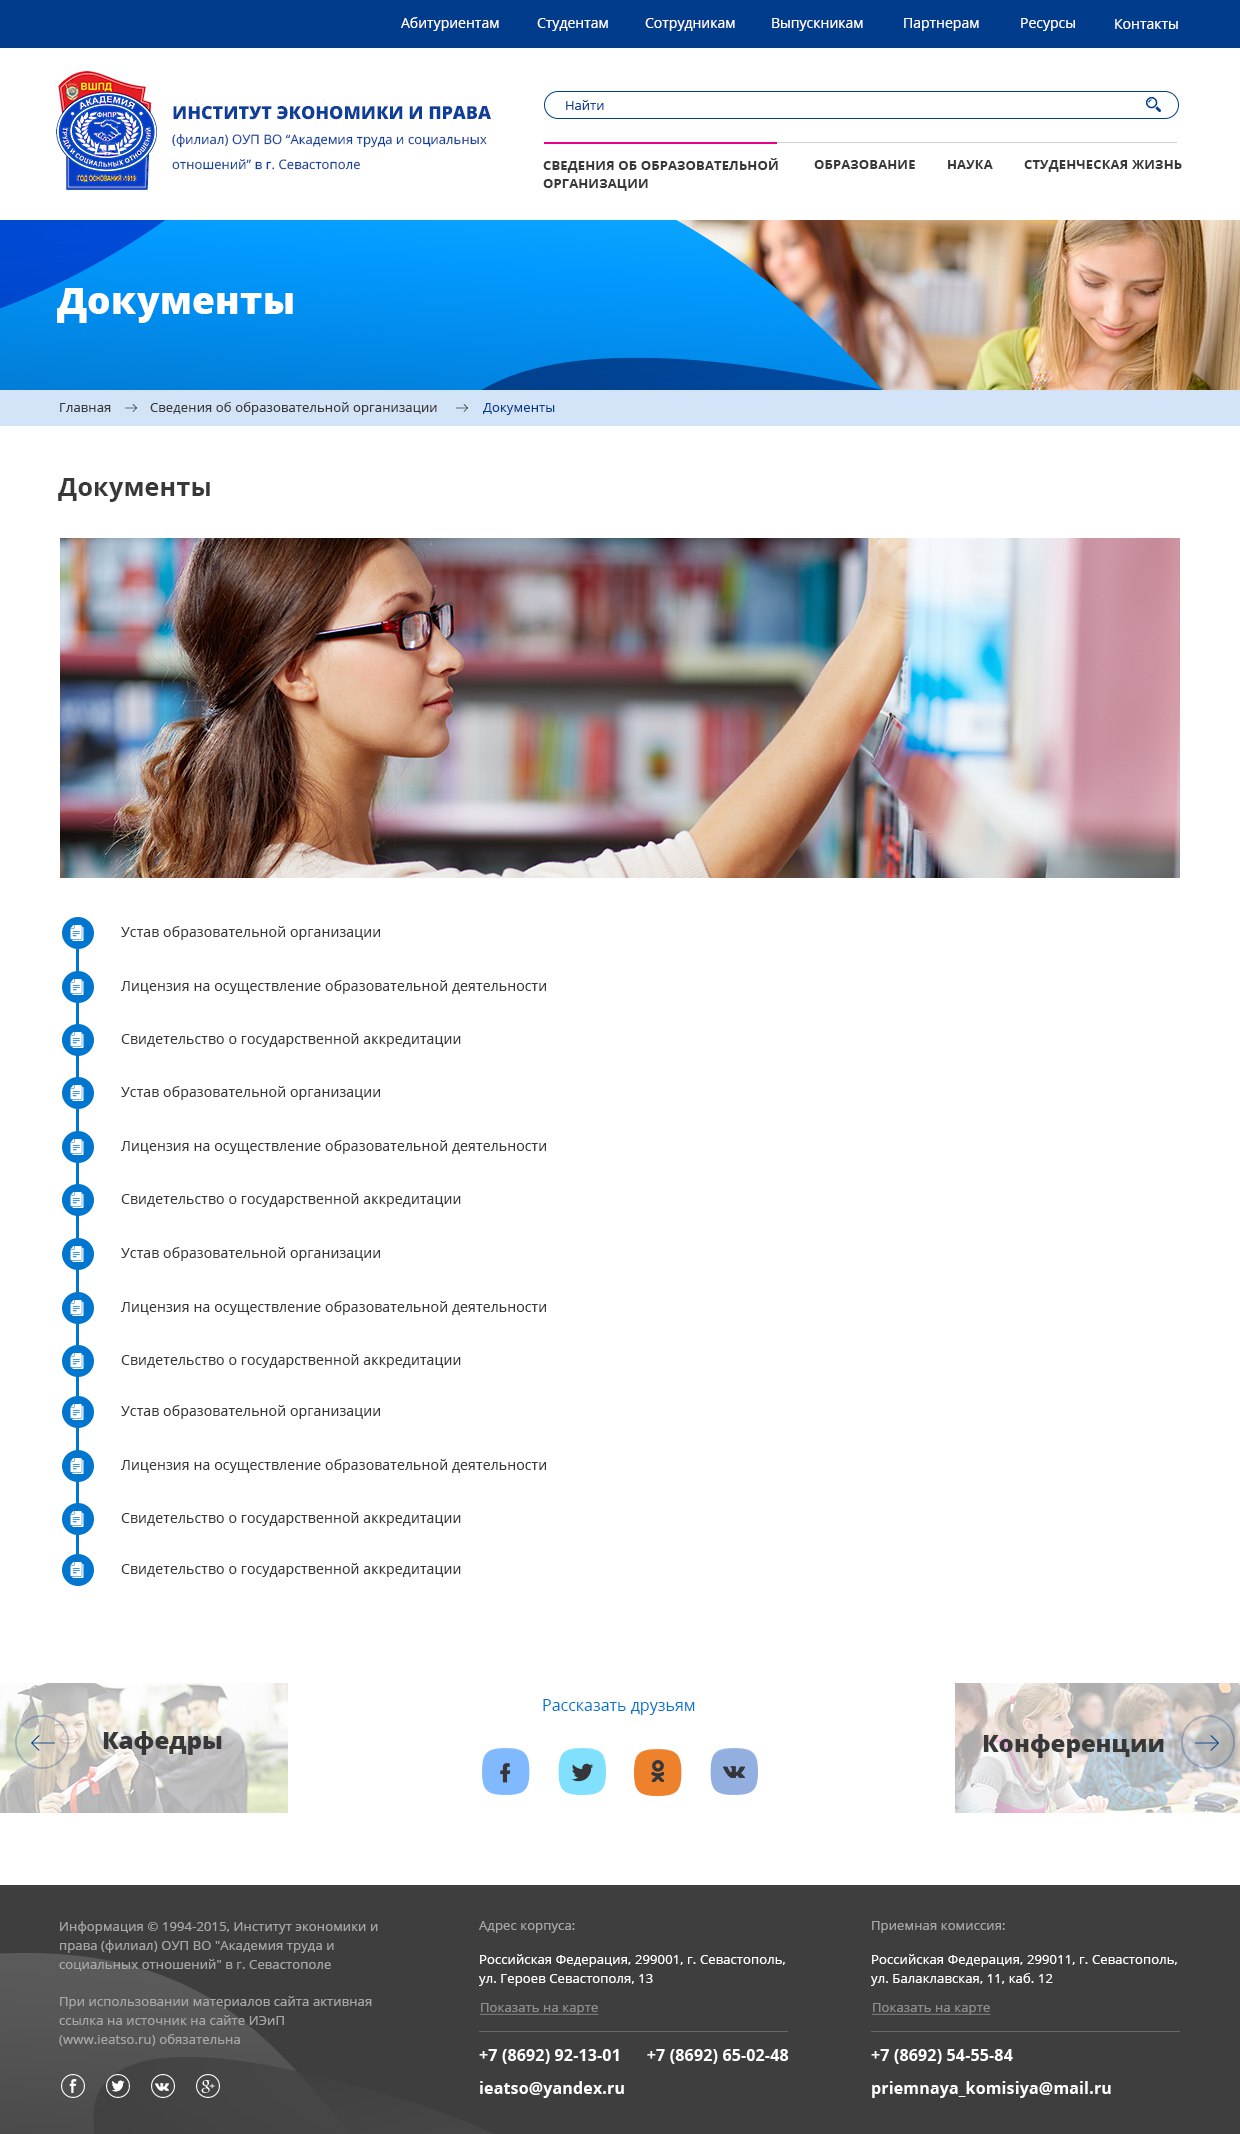 Абитуриентам Студентам Сотрудникам Выпускникам Партнерам Ресурсы Контакты
ВШПД
АКАДЕМИЯ
ФНПР
ТРУДА И СОЦИАЛЬНЫХ ОТНОШЕНИЙ
ГОД ОСНОВАНИЯ 1919
ИНСТИТУТ ЭКОНОМИКИ И ПРАВА
(филиал) ОУП ВО “Академия труда и социальных
отношений” в г. Севастополе
Найти
СВЕДЕНИЯ ОБ ОБРАЗОВАТЕЛЬНОЙ
ОРГАНИЗАЦИИ
ОБРАЗОВАНИЕ НАУКА СТУДЕНЧЕСКАЯ ЖИЗНЬ
Документы
Главная → Сведения об образовательной организации → Документы
Документы
Устав образовательной организации
Лицензия на осуществление образовательной деятельности
Свидетельство о государственной аккредитации
Устав образовательной организации
Лицензия на осуществление образовательной деятельности
Свидетельство о государственной аккредитации
Устав образовательной организации
Лицензия на осуществление образовательной деятельности
Свидетельство о государственной аккредитации
Устав образовательной организации
Лицензия на осуществление образовательной деятельности
Свидетельство о государственной аккредитации
Свидетельство о государственной аккредитации
Кафедры
Рассказать друзьям
Конференции
Информация © 1994-2015, Институт экономики и
права (филиал) ОУП ВО "Академия труда и
социальных отношений" в г. Севастополе
При использовании материалов сайта активная
ссылка на источник на сайте ИЭиП
(www.ieatso.ru) обязательна
Адрес корпуса:
Российская Федерация, 299001, г. Севастополь,
ул. Героев Севастополя, 13
Показать на карте
+7 (8692) 92-13-01 +7 (8692) 65-02-48
ieatso@yandex.ru
Приемная комиссия:
Российская Федерация, 299011, г. Севастополь,
ул. Балаклавская, 11, каб. 12
Показать на карте
+7 (8692) 54-55-84
priemnaya_komisiya@mail.ru